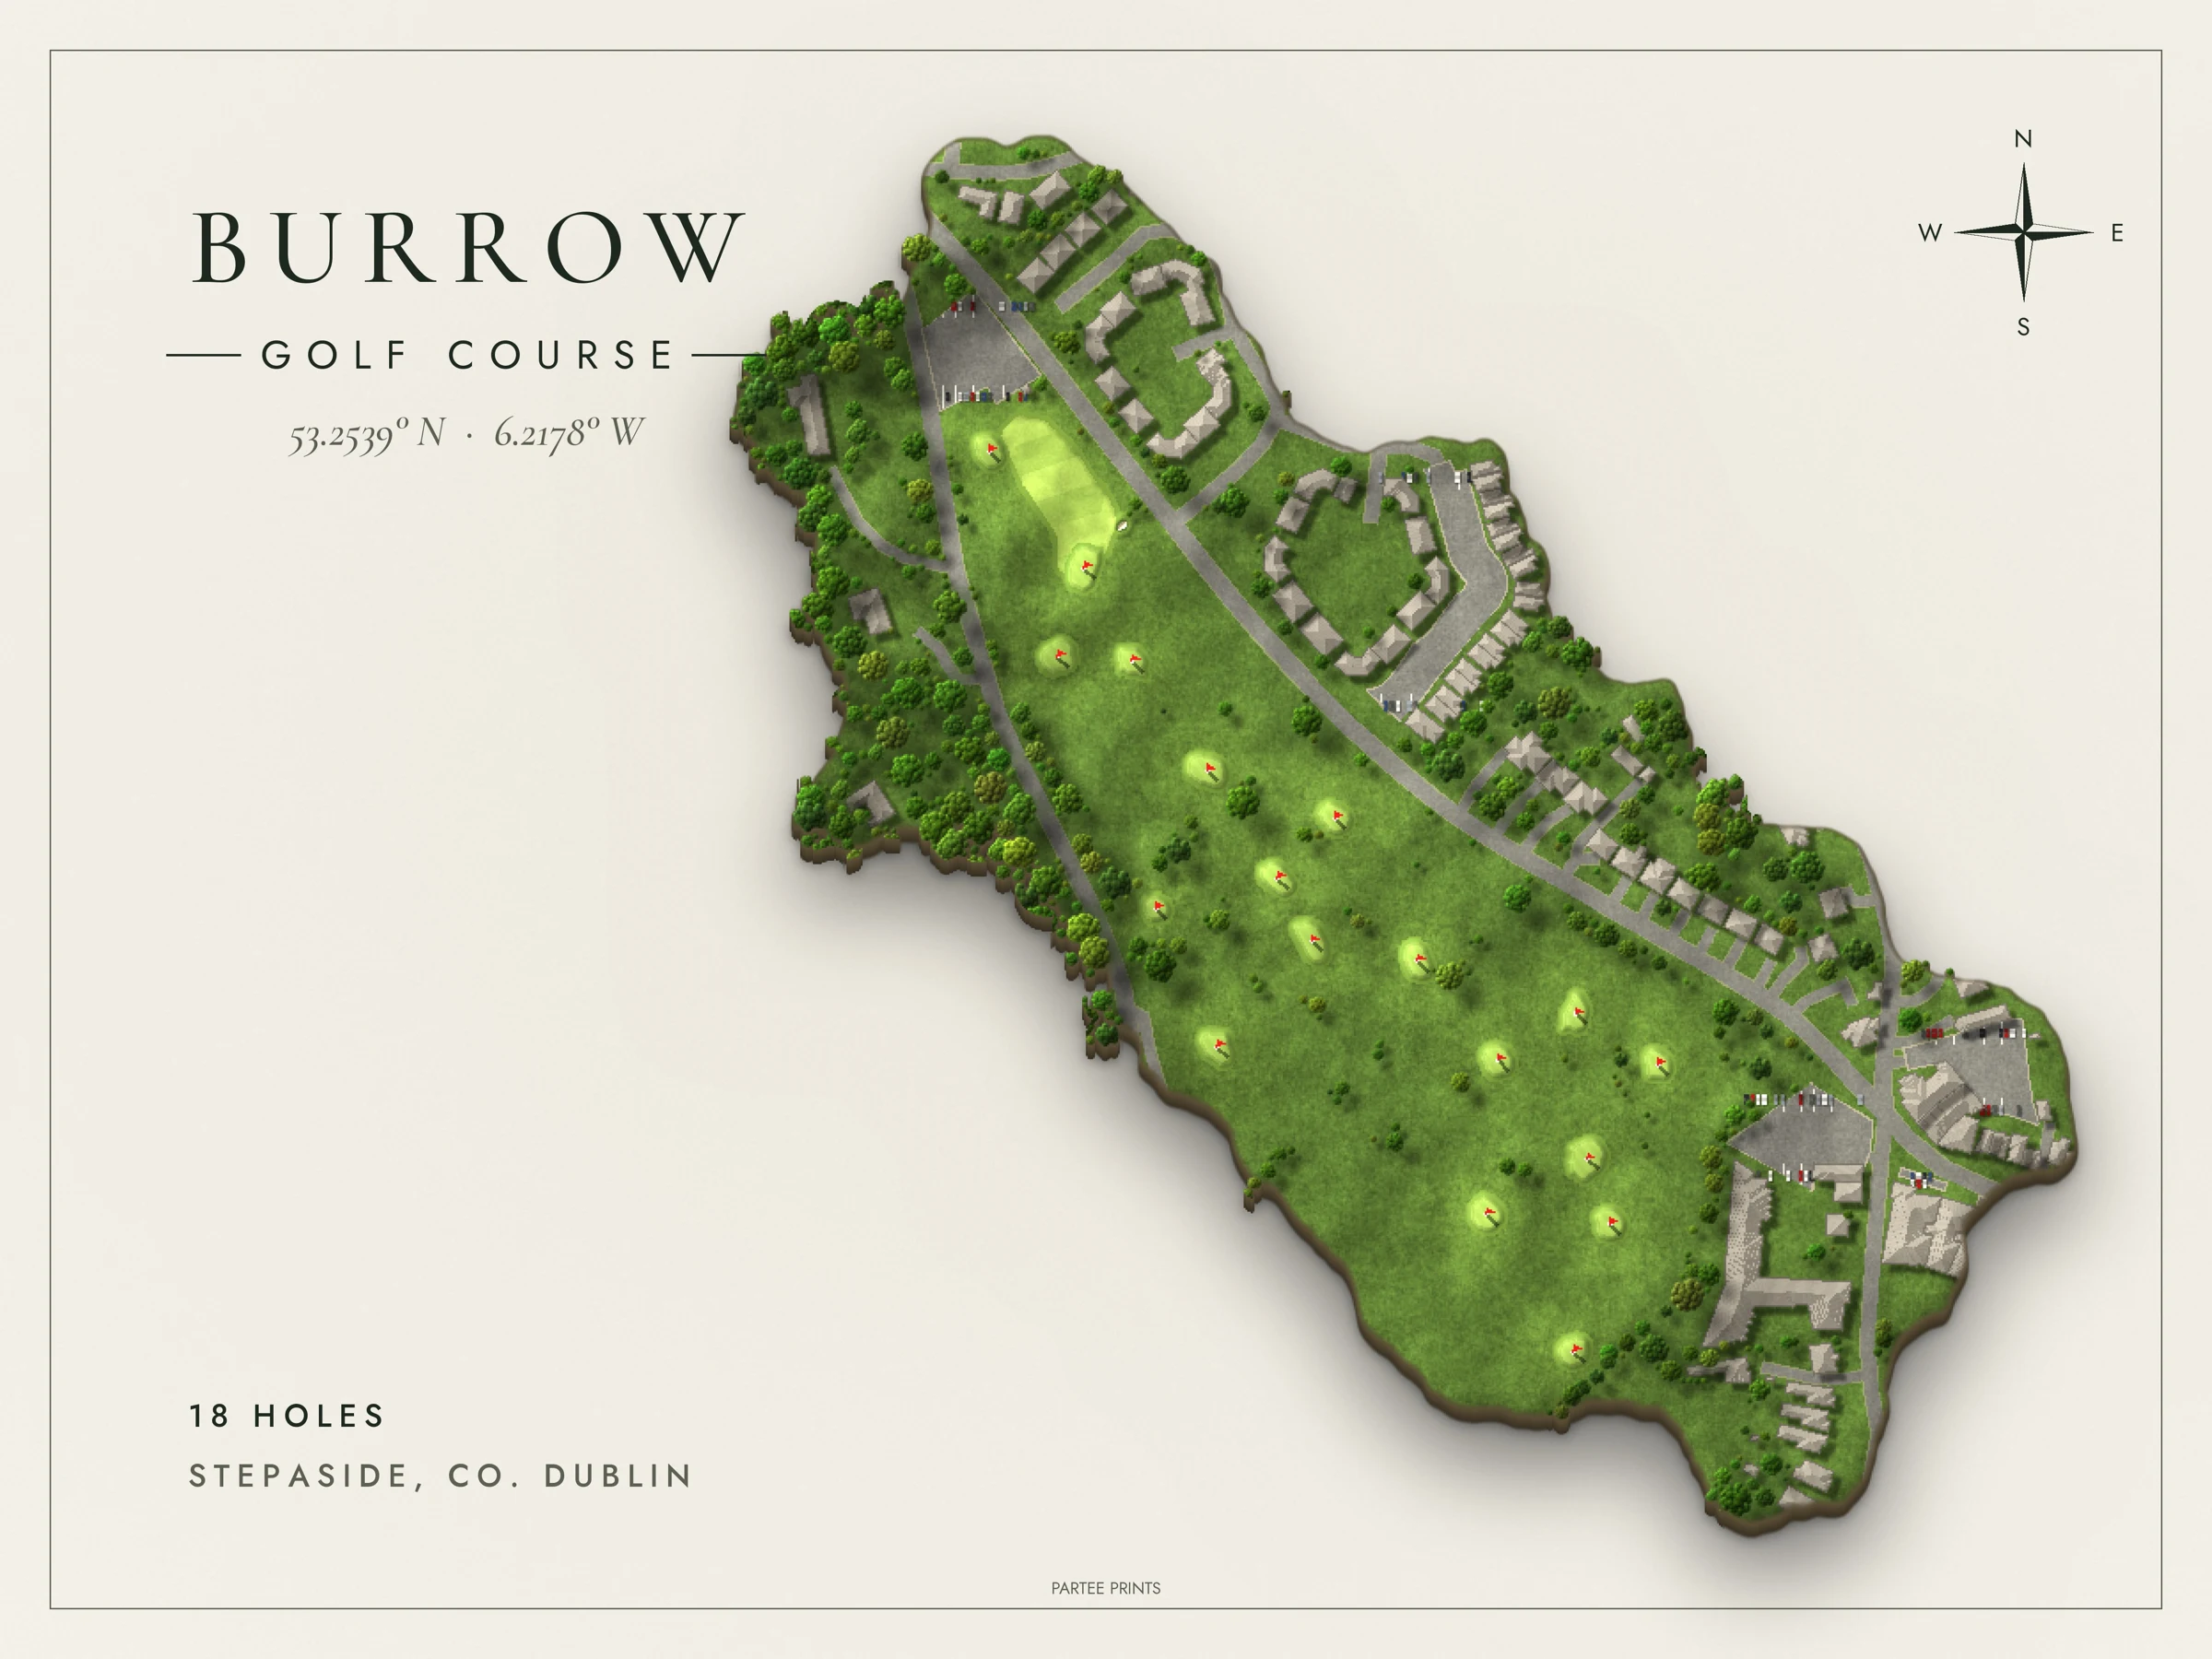 BURROW
GOLF COURSE
53.2539° N · 6.2178° W
N
W E
S
18 HOLES
STEPASIDE, CO. DUBLIN
PARTEE PRINTS